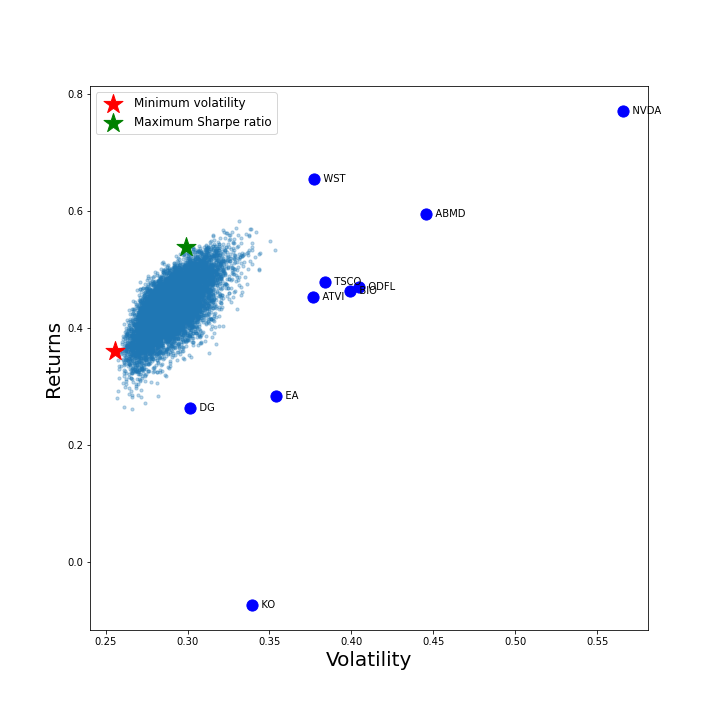 Minimum volatility
Maximum Sharpe ratio
0.8
NVDA
WST
0.6
ABMD
TSCO
ODFL
BIO
ATVI
0.4
Returns
EA
DG
0.2
0.0
KO
0.25 0.30 0.35 0.40 0.45 0.50 0.55
Volatility